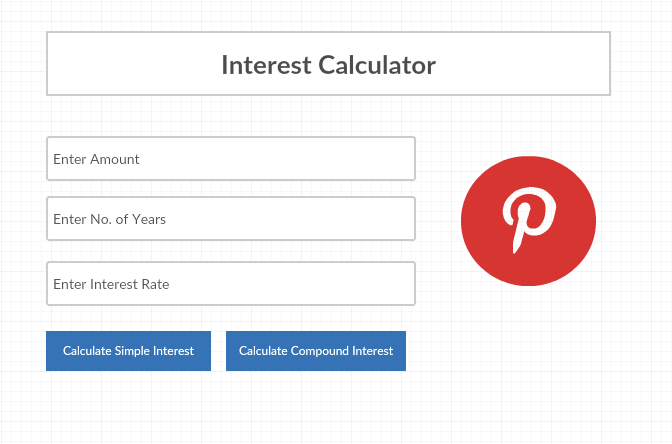 Interest Calculator
Enter Amount
Enter No. of Years
Enter Interest Rate
Calculate Simple Interest
Calculate Compound Interest